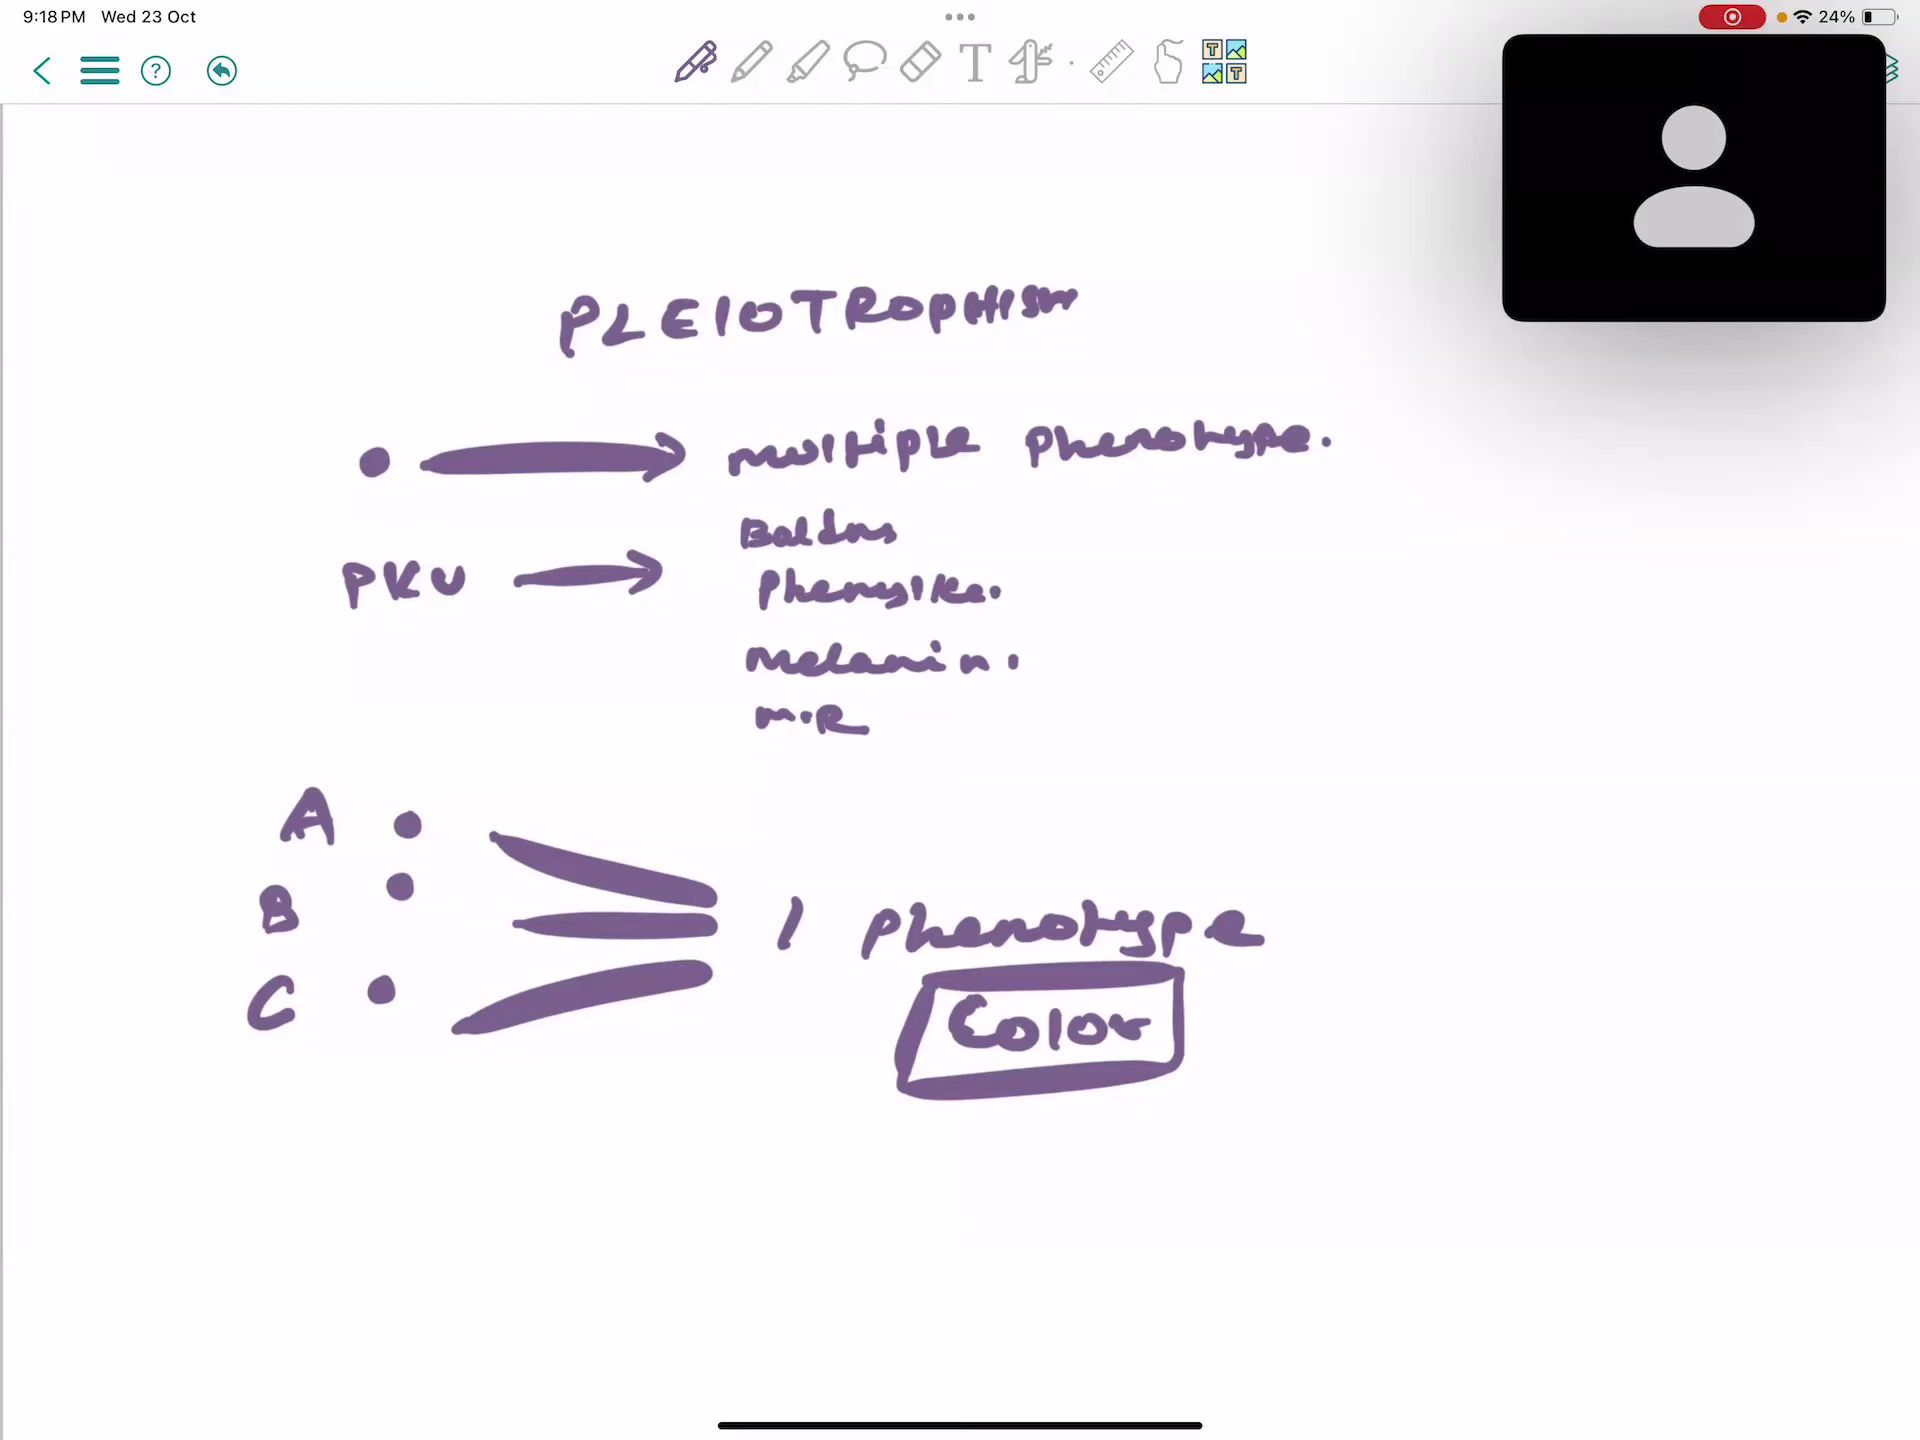 9:18 PM Wed 23 Oct
24%
PLEIOTROPHISM
multiple phenotype.
Baldns
PKU
Phenylke.
Melanin.
M.R
A
B
1 phenotype
C
Color